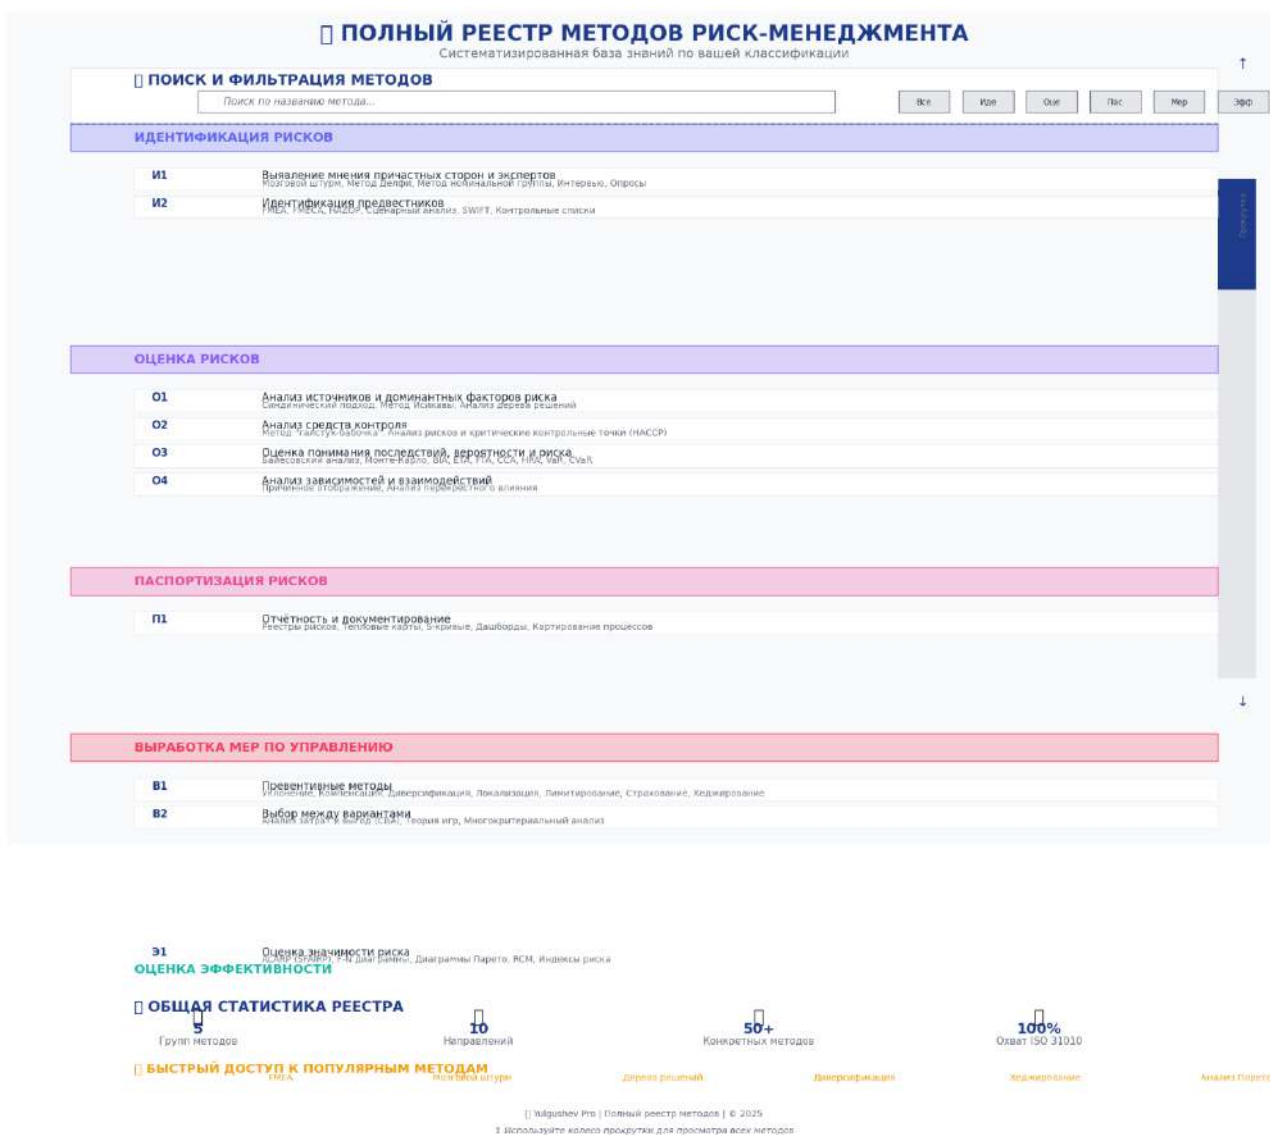 ПОЛНЫЙ РЕЕСТР МЕТОДОВ РИСК-МЕНЕДЖМЕНТА
Систематизированная база знаний по вашей классификации
↑
ПОИСК И ФИЛЬТРАЦИЯ МЕТОДОВ
Поиск по названию метода...
Все
Иде
Оце
Пас
Мер
Эфф
ИДЕНТИФИКАЦИЯ РИСКОВ
И1
Выявление мнения причастных сторон и экспертов
Мозговой штурм, Метод Делфи, Метод номинальной группы, Интервью, Опросы
И2
Идентификация предвестников
FMEA, FMECA, HAZOP, Сценарный анализ, SWIFT, Контрольные списки
Прокрутка
ОЦЕНКА РИСКОВ
О1
Анализ источников и доминантных факторов риска
Синдинический подход, Метод Исикавы, Анализ дерева решений
О2
Анализ средств контроля
Метод "галстук-бабочка", Анализ рисков и критические контрольные точки (HACCP)
О3
Оценка понимания последствий, вероятности и риска
Байесовский анализ, Монте-Карло, BIA, ETA, FTA, CCA, HRA, VaR, CVaR
О4
Анализ зависимостей и взаимодействий
Причинное отображение, Анализ перекрестного влияния
ПАСПОРТИЗАЦИЯ РИСКОВ
П1
Отчётность и документирование
Реестры рисков, Тепловые карты, S-кривые, Дашборды, Картирование процессов
↓
ВЫРАБОТКА МЕР ПО УПРАВЛЕНИЮ
В1
Превентивные методы
Уклонение, Компенсация, Диверсификация, Локализация, Лимитирование, Страхование, Хеджирование
В2
Выбор между вариантами
Анализ затрат и выгод (CBA), Теория игр, Многокритериальный анализ
Э1
Оценка значимости риска
ALARP (SFAIRP), F-N диаграммы, Диаграммы Парето, RCM, Индексы риска
ОЦЕНКА ЭФФЕКТИВНОСТИ
ОБЩАЯ СТАТИСТИКА РЕЕСТРА
5
Групп методов
10
Направлений
50+
Конкретных методов
100%
Охват ISO 31010
БЫСТРЫЙ ДОСТУП К ПОПУЛЯРНЫМ МЕТОДАМ
FMEA
Мозговой штурм
Дерево решений
Диверсификация
Хеджирование
Анализ Парето
Yulgushev Pro | Полный реестр методов | © 2025
↕ Используйте колесо прокрутки для просмотра всех методов